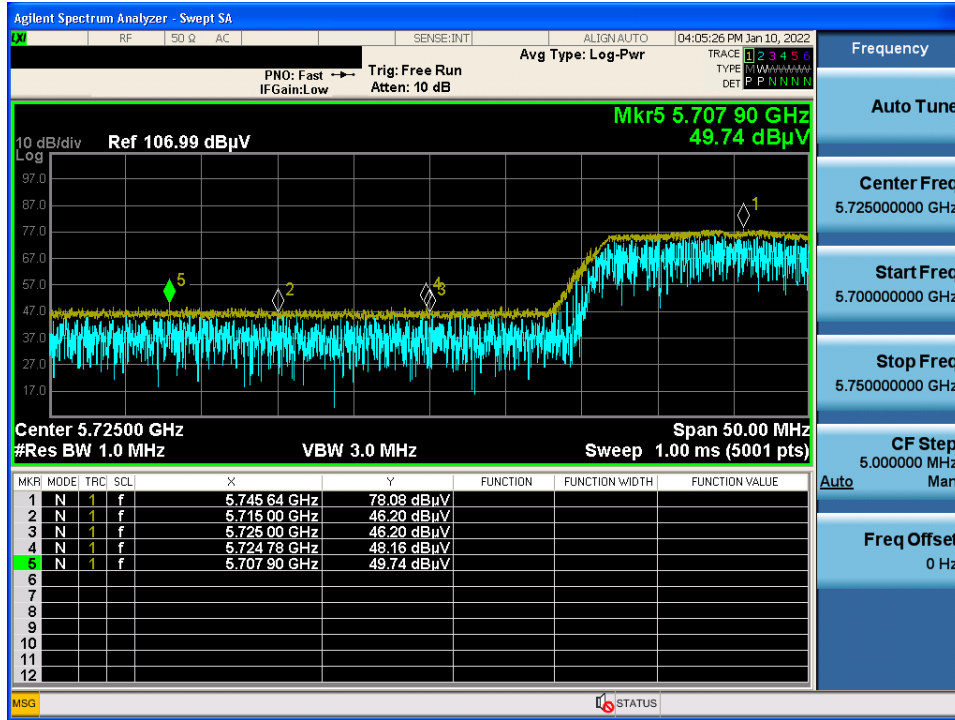 Agilent Spectrum Analyzer - Swept SA
LXI RF 50 Ω AC SENSE:INT ALIGN AUTO 04:05:26 PM Jan 10, 2022
Avg Type: Log-Pwr TRACE 1 2 3 4 5 6
PNO: Fast Trig: Free Run TYPE M W W W W W
IFGain:Low Atten: 10 dB DET P P N N N N
Mkr5 5.707 90 GHz
49.74 dBµV
10 dB/div Ref 106.99 dBµV
Log
97.0
87.0
77.0
67.0
57.0
47.0
37.0
27.0
17.0
1
5
2
4
3
Center 5.72500 GHz Span 50.00 MHz
#Res BW 1.0 MHz VBW 3.0 MHz Sweep 1.00 ms (5001 pts)
MKR MODE TRC SCL X Y FUNCTION FUNCTION WIDTH FUNCTION VALUE
1 N 1 f 5.745 64 GHz 78.08 dBµV
2 N 1 f 5.715 00 GHz 46.20 dBµV
3 N 1 f 5.725 00 GHz 46.20 dBµV
4 N 1 f 5.724 78 GHz 48.16 dBµV
5 N 1 f 5.707 90 GHz 49.74 dBµV
6
7
8
9
10
11
12
MSG STATUS
Frequency
Auto Tune
Center Freq
5.725000000 GHz
Start Freq
5.700000000 GHz
Stop Freq
5.750000000 GHz
CF Step
5.000000 MHz
Auto Man
Freq Offset
0 Hz